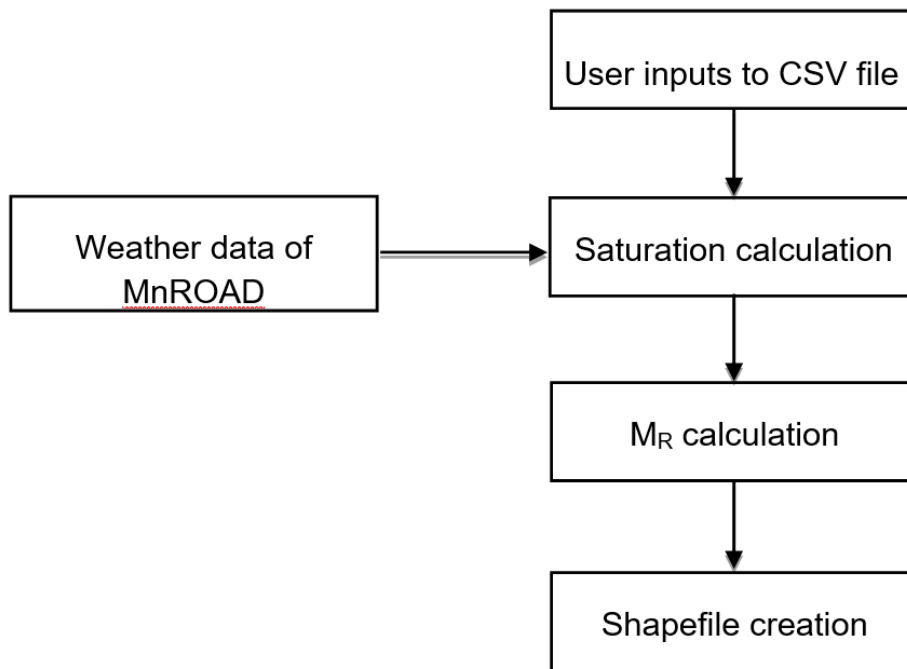 User inputs to CSV file
Weather data of
MnROAD
Saturation calculation
MR calculation
Shapefile creation